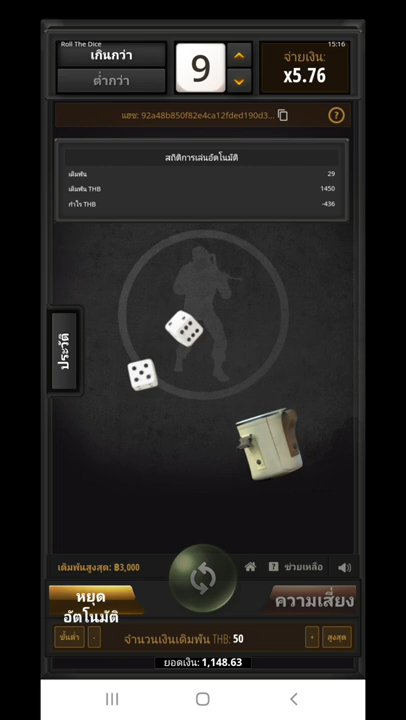 Roll The Dice
15:16
เกินกว่า
ต่ำกว่า
9
จ่ายเงิน:
x5.76
แฮช: 92a48b850f82e4ca12fded190d3...
?
สถิติการเล่นอัตโนมัติ
เดิมพัน 29
เดิมพัน THB 1450
กำไร THB -436
ประวัติ
เดิมพันสูงสุด: ฿3,000
? ช่วยเหลือ
หยุด
อัตโนมัติ
ความเสี่ยง
ขั้นต่ำ - จำนวนเงินเดิมพัน THB: 50 + สูงสุด
ยอดเงิน: 1,148.63